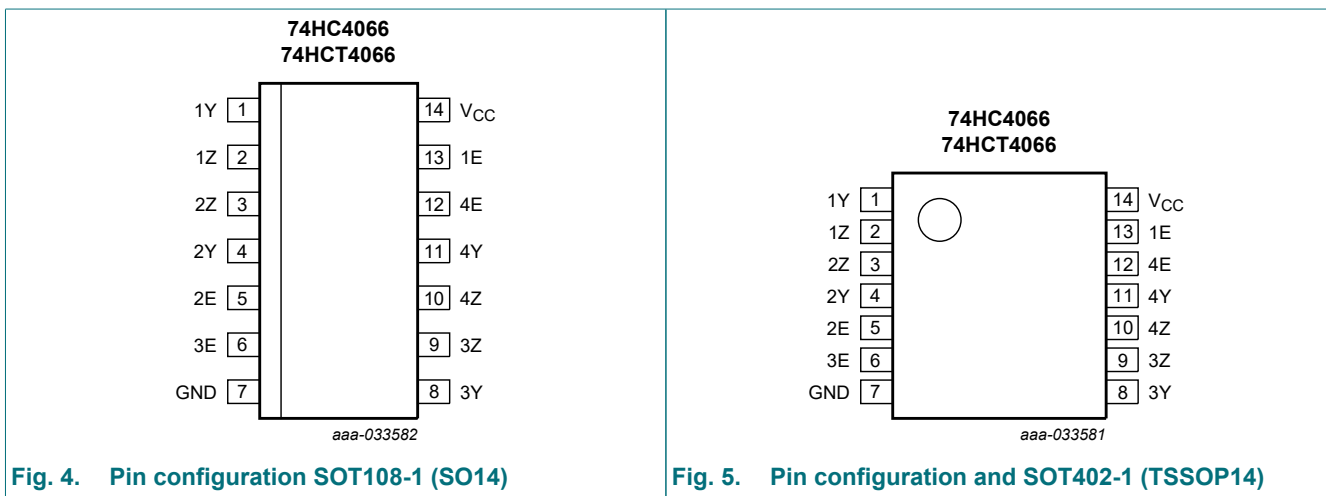 74HC4066
74HCT4066
1Y 1 14 VCC
1Z 2 13 1E
2Z 3 12 4E
2Y 4 11 4Y
2E 5 10 4Z
3E 6 9 3Z
GND 7 8 3Y
aaa-033582
Fig. 4. Pin configuration SOT108-1 (SO14)
74HC4066
74HCT4066
1Y 1 14 VCC
1Z 2 13 1E
2Z 3 12 4E
2Y 4 11 4Y
2E 5 10 4Z
3E 6 9 3Z
GND 7 8 3Y
aaa-033581
Fig. 5. Pin configuration and SOT402-1 (TSSOP14)